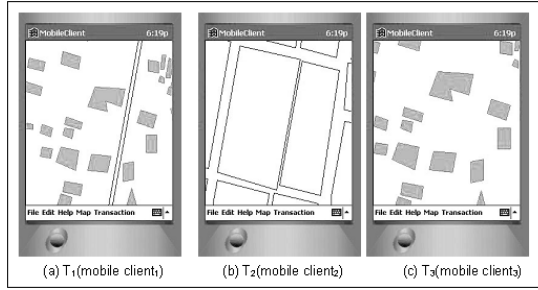 MobileClient 6:19p
File Edit Help Map Transaction
(a) T₁(mobile client₁)
MobileClient 6:19p
File Edit Help Map Transaction
(b) T₂(mobile client₂)
MobileClient 6:19p
File Edit Help Map Transaction
(c) T₃(mobile client₃)